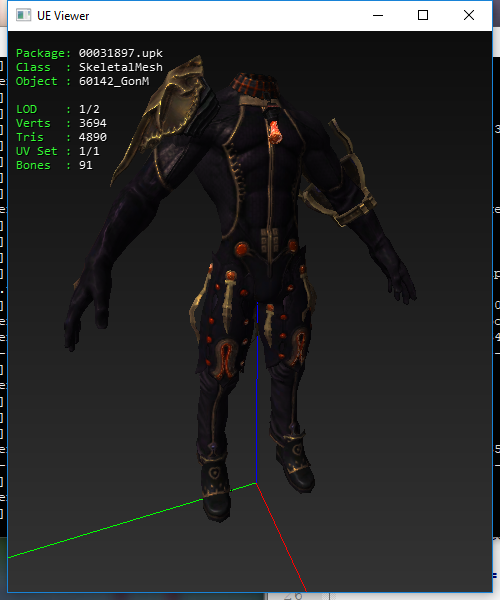 UE Viewer
Package: 00031897.upk
Class : SkeletalMesh
Object : 60142_GonM
LOD : 1/2
Verts : 3694
Tris : 4890
UV Set : 1/1
Bones : 91